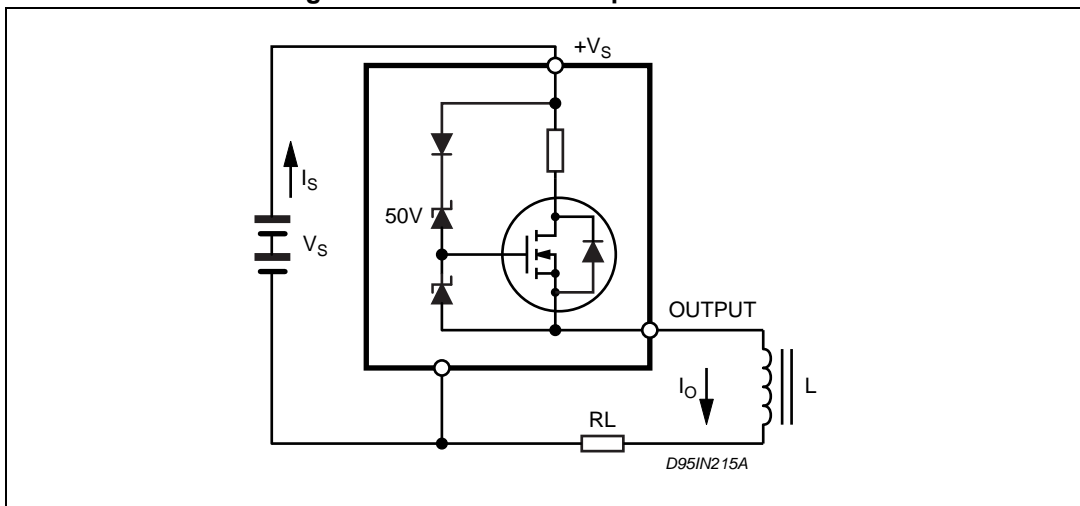 +VS
IS
50V
VS
OUTPUT
IO
L
RL
D95IN215A